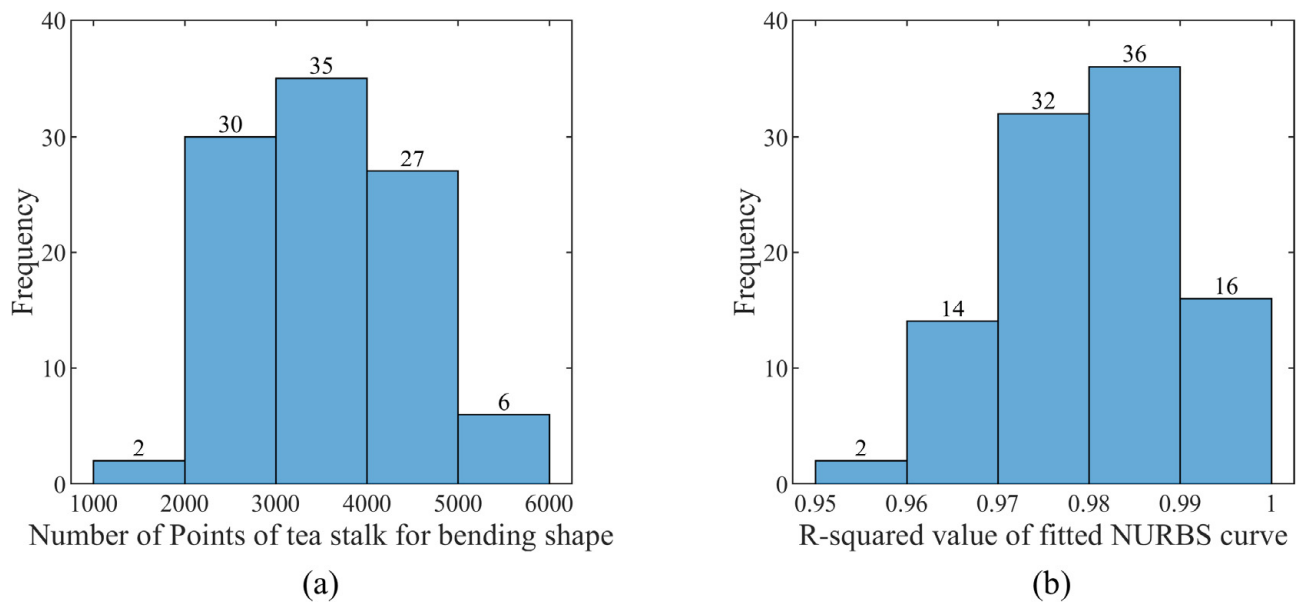 40
30
20
10
0
Frequency
2
30
35
27
6
1000 2000 3000 4000 5000 6000
Number of Points of tea stalk for bending shape
(a)
40
30
20
10
0
Frequency
2
14
32
36
16
0.95 0.96 0.97 0.98 0.99 1
R-squared value of fitted NURBS curve
(b)